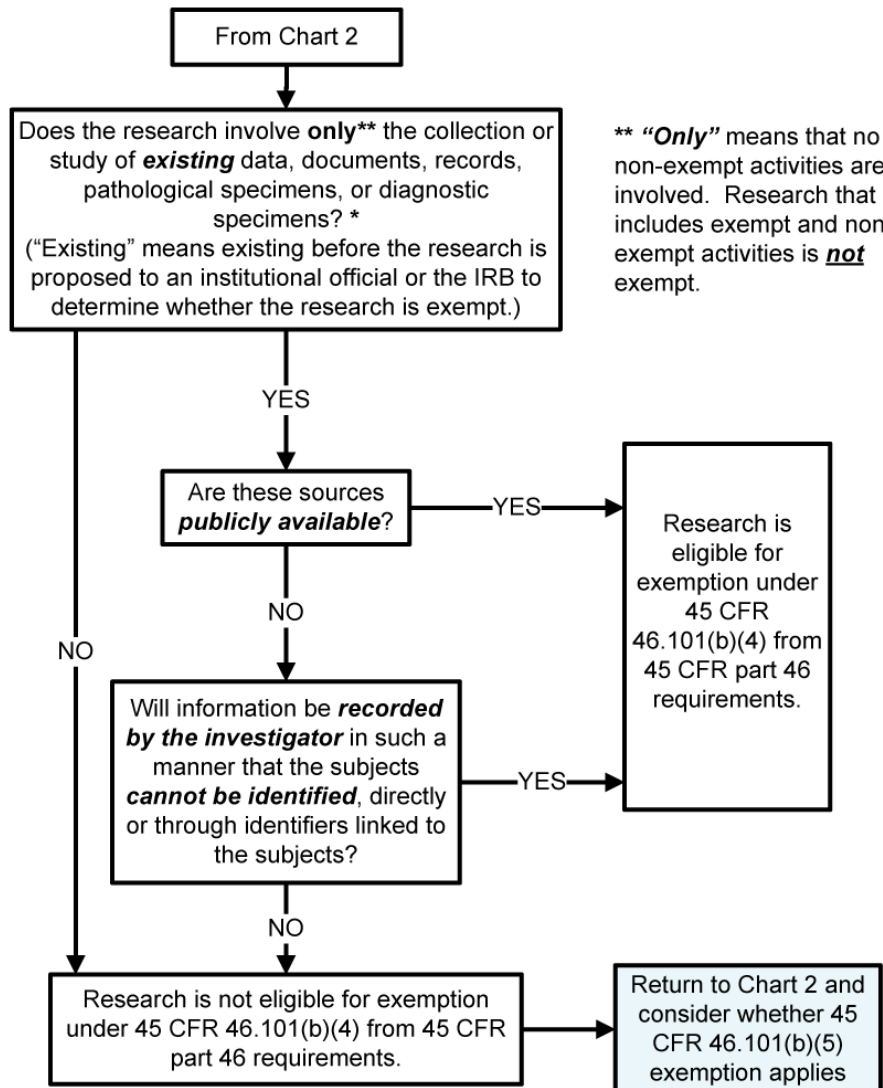 From Chart 2
Does the research involve only** the collection or
study of existing data, documents, records,
pathological specimens, or diagnostic
specimens? *
(“Existing” means existing before the research is
proposed to an institutional official or the IRB to
determine whether the research is exempt.)
** “Only” means that no
non-exempt activities are
involved. Research that
includes exempt and non
exempt activities is not
exempt.
YES
Are these sources
publicly available?
YES
Research is
eligible for
exemption under
45 CFR
46.101(b)(4) from
45 CFR part 46
requirements.
NO
NO
Will information be recorded
by the investigator in such a
manner that the subjects
cannot be identified, directly
or through identifiers linked to
the subjects?
YES
NO
Research is not eligible for exemption
under 45 CFR 46.101(b)(4) from 45 CFR
part 46 requirements.
Return to Chart 2 and
consider whether 45
CFR 46.101(b)(5)
exemption applies